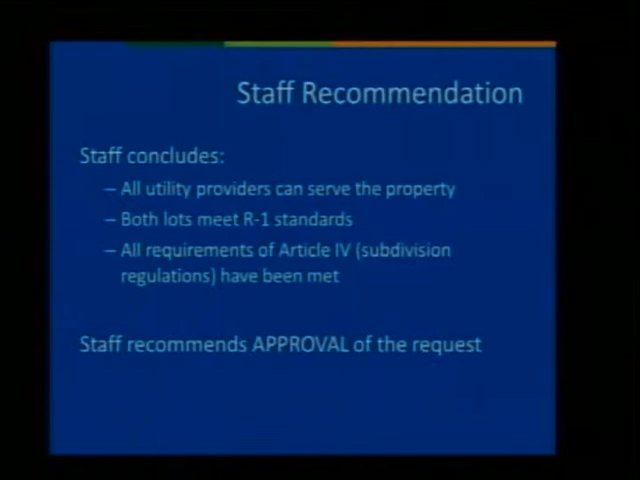 Staff Recommendation
Staff concludes:
– All utility providers can serve the property
– Both lots meet R-1 standards
– All requirements of Article IV (subdivision
regulations) have been met
Staff recommends APPROVAL of the request